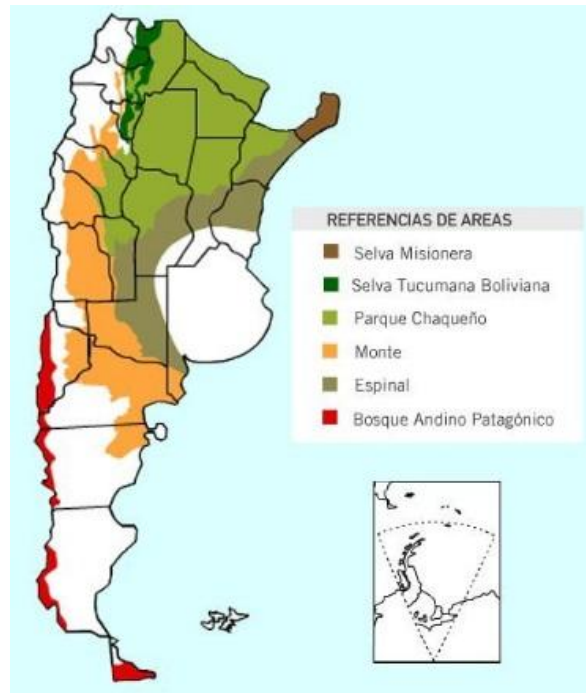 REFERENCIAS DE AREAS
Selva Misionera
Selva Tucumana Boliviana
Parque Chaqueño
Monte
Espinal
Bosque Andino Patagónico